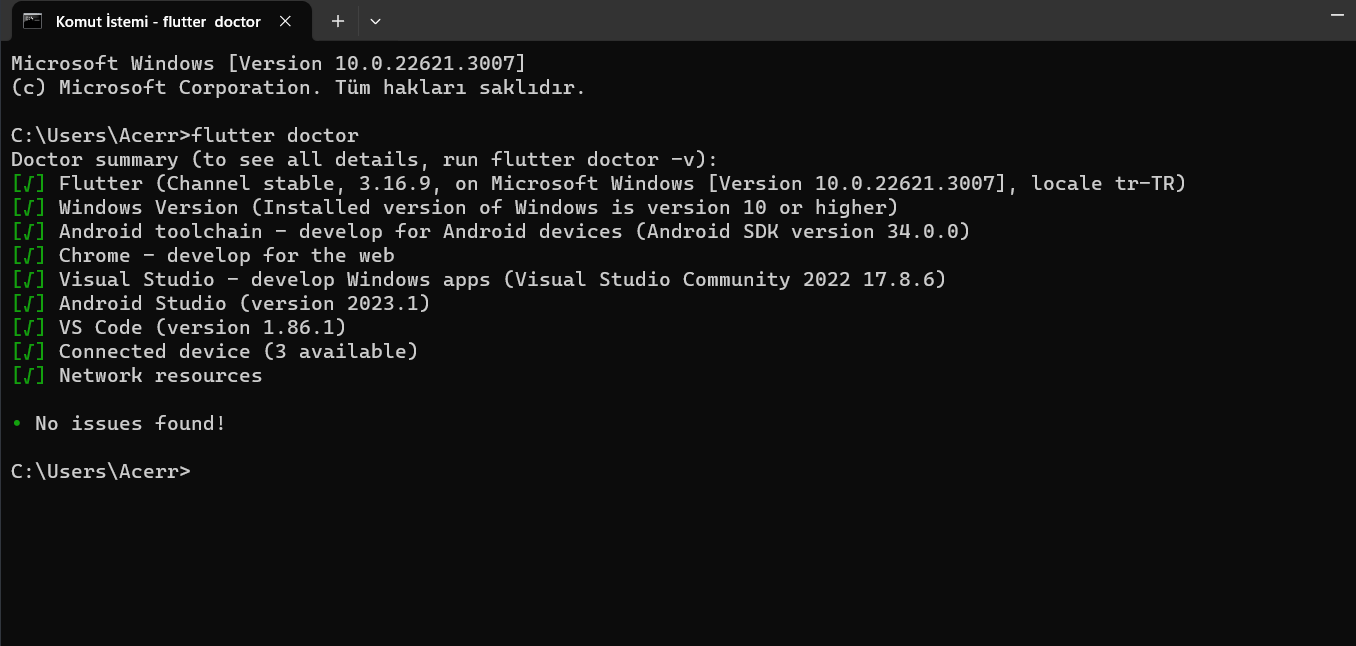 Komut İstemi - flutter doctor
Microsoft Windows [Version 10.0.22621.3007]
(c) Microsoft Corporation. Tüm hakları saklıdır.
C:\Users\Acerr>flutter doctor
Doctor summary (to see all details, run flutter doctor -v):
[√] Flutter (Channel stable, 3.16.9, on Microsoft Windows [Version 10.0.22621.3007], locale tr-TR)
[√] Windows Version (Installed version of Windows is version 10 or higher)
[√] Android toolchain - develop for Android devices (Android SDK version 34.0.0)
[√] Chrome - develop for the web
[√] Visual Studio - develop Windows apps (Visual Studio Community 2022 17.8.6)
[√] Android Studio (version 2023.1)
[√] VS Code (version 1.86.1)
[√] Connected device (3 available)
[√] Network resources
• No issues found!
C:\Users\Acerr>